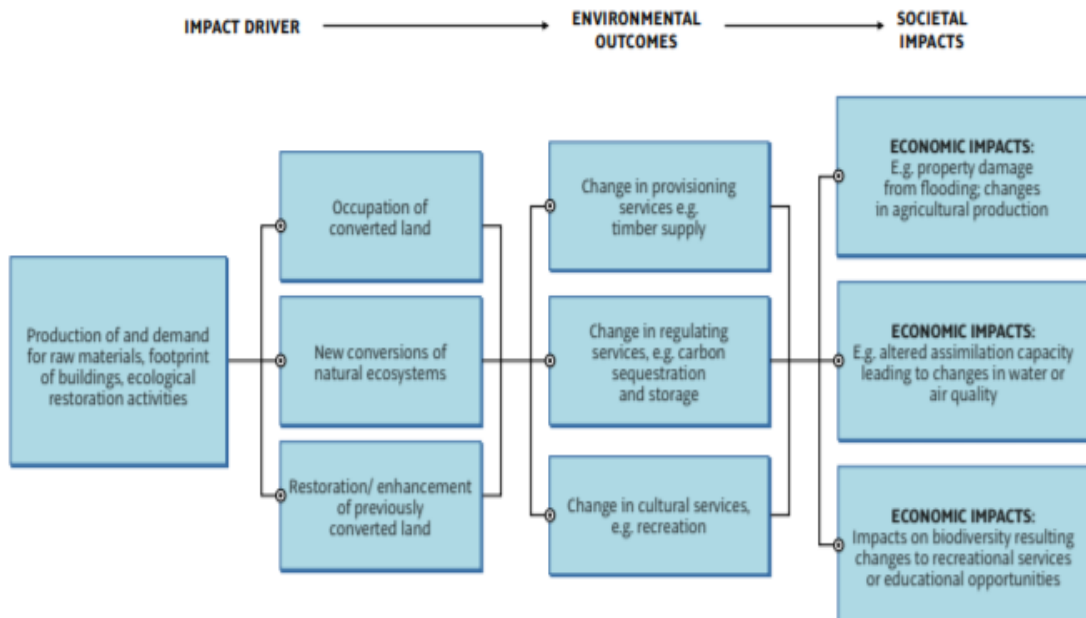 IMPACT DRIVER
ENVIRONMENTAL
OUTCOMES
SOCIETAL
IMPACTS
Production of and demand
for raw materials, footprint
of buildings, ecological
restoration activities
Occupation of
converted land
New conversions of
natural ecosystems
Restoration/ enhancement
of previously
converted land
Change in provisioning
services e.g.
timber supply
Change in regulating
services, e.g. carbon
sequestration
and storage
Change in cultural services,
e.g. recreation
ECONOMIC IMPACTS:
E.g. property damage
from flooding; changes
in agricultural production
ECONOMIC IMPACTS:
E.g. altered assimilation capacity
leading to changes in water or
air quality
ECONOMIC IMPACTS:
Impacts on biodiversity resulting
changes to recreational services
or educational opportunities